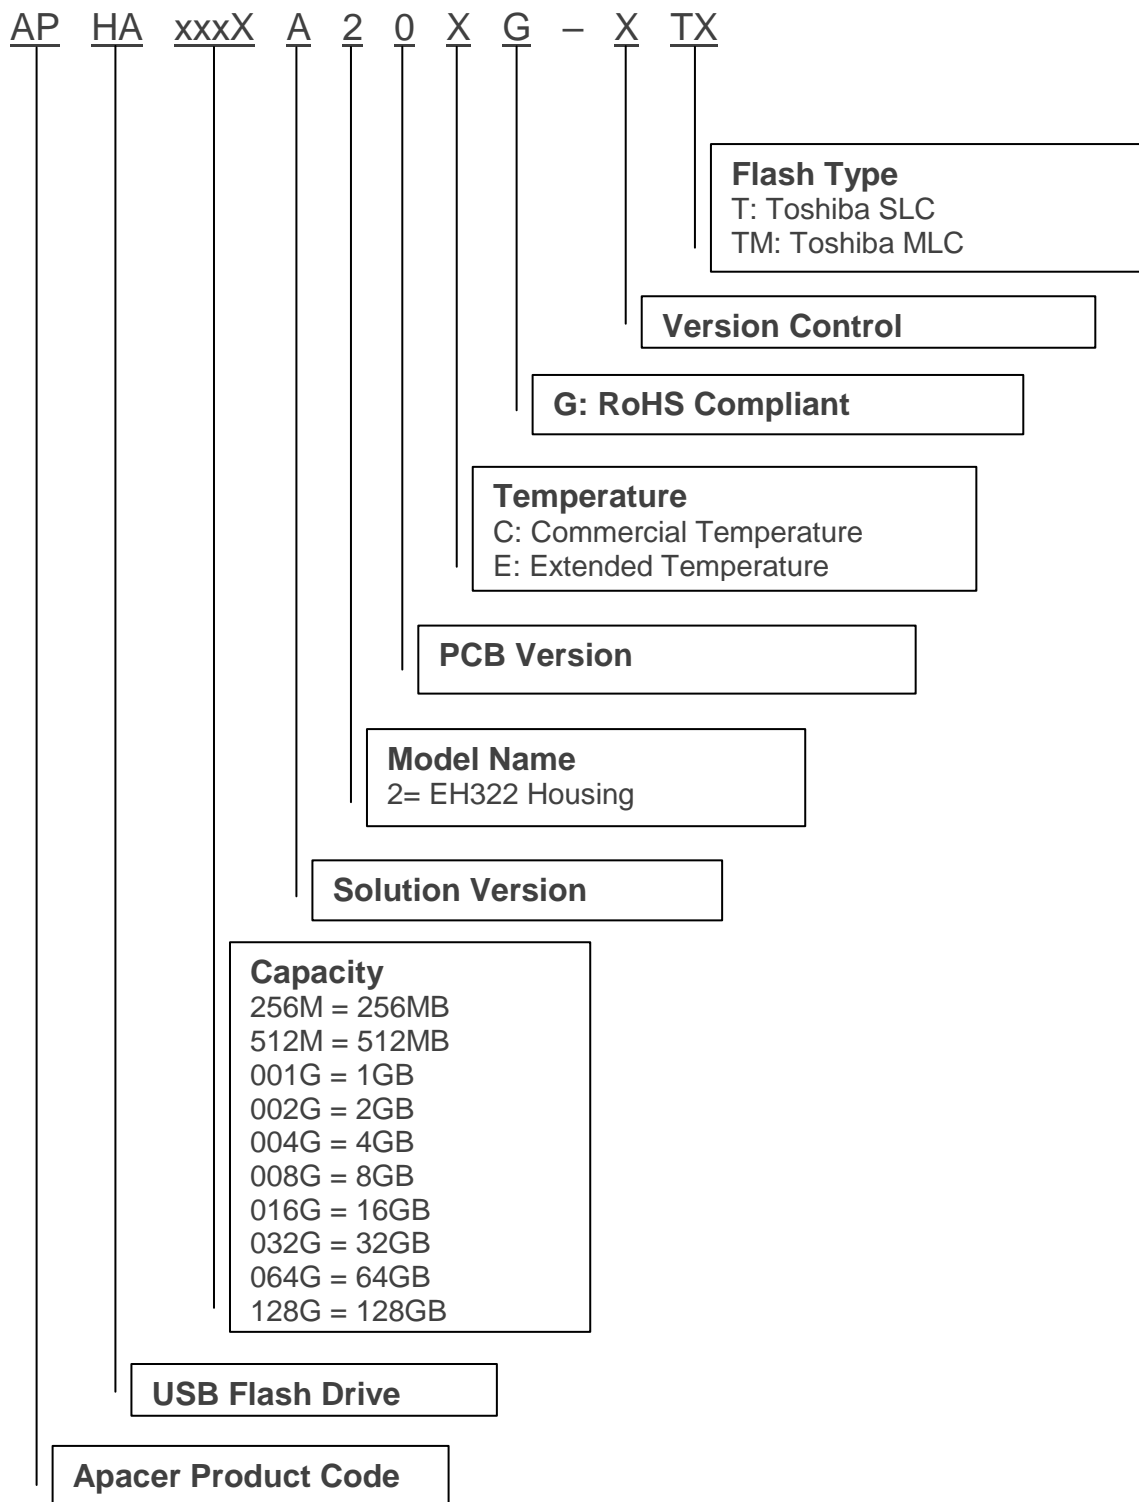 AP HA xxxX A 2 0 X G – X TX
Flash Type
T: Toshiba SLC
TM: Toshiba MLC
Version Control
G: RoHS Compliant
Temperature
C: Commercial Temperature
E: Extended Temperature
PCB Version
Model Name
2= EH322 Housing
Solution Version
Capacity
256M = 256MB
512M = 512MB
001G = 1GB
002G = 2GB
004G = 4GB
008G = 8GB
016G = 16GB
032G = 32GB
064G = 64GB
128G = 128GB
USB Flash Drive
Apacer Product Code